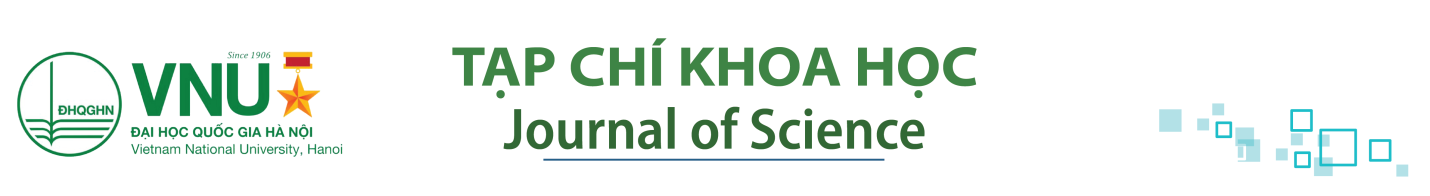 Since 1906
VNU
ĐHQGHN
ĐẠI HỌC QUỐC GIA HÀ NỘI
Vietnam National University, Hanoi
TẠP CHÍ KHOA HỌC
Journal of Science